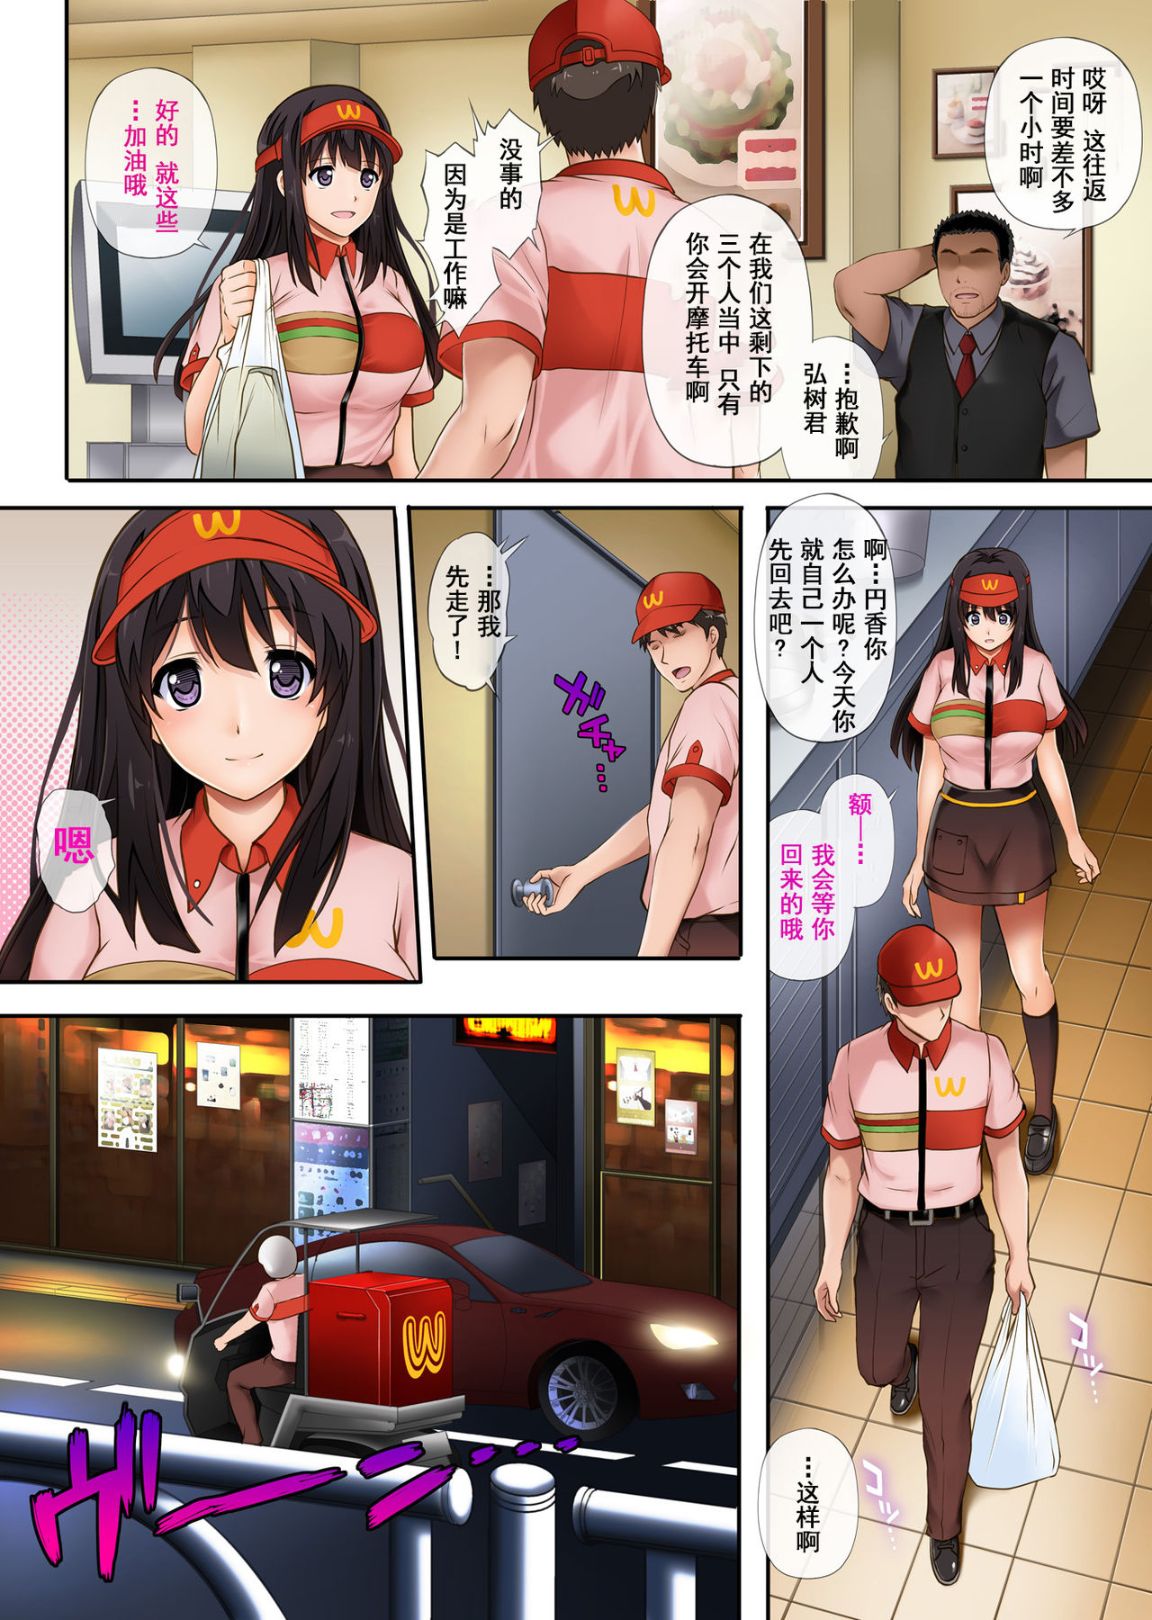 哎呀 这往返
时间要差不多
一个小时啊
…抱歉啊
弘树君
在我们这剩下的
三个人当中 只有
你会开摩托车啊
没事的
因为是工作嘛
好的 就这些
…加油哦
W
W
啊…円香你
怎么办呢?今天你
就自己一个人
先回去吧?
额——…
我会等你
回来的哦
W
W
W
コツ…
コツ…
…这样啊
…那我
先走了!
W
ガチャ…
W
W
嗯
W
ヴーーン…